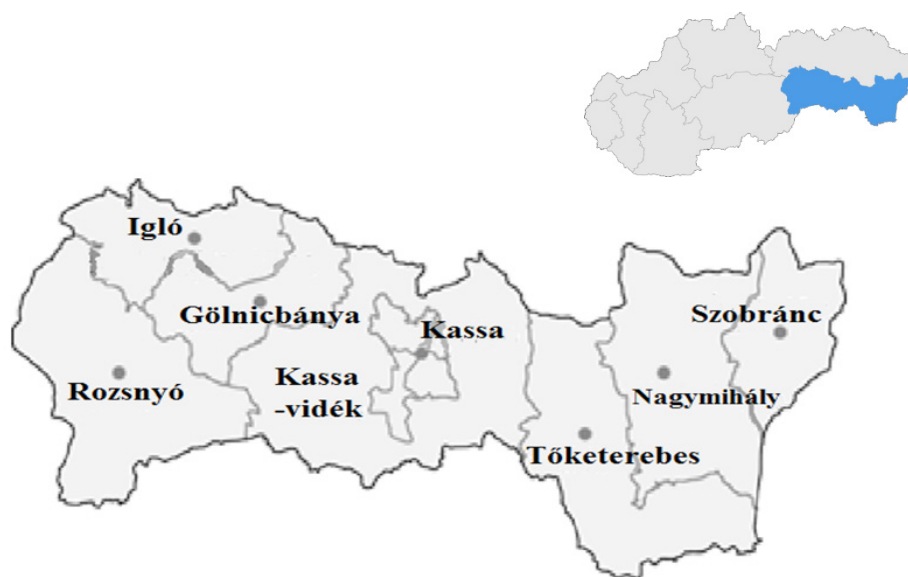 Igló
Gölnicbánya
Kassa
Szobránc
Rozsnyó
Kassa
-vidék
Nagymihály
Tőketerebes